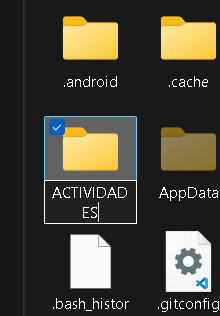 .android
.cache
ACTIVIDAD
ES
AppData
.bash_histor
.gitconfig